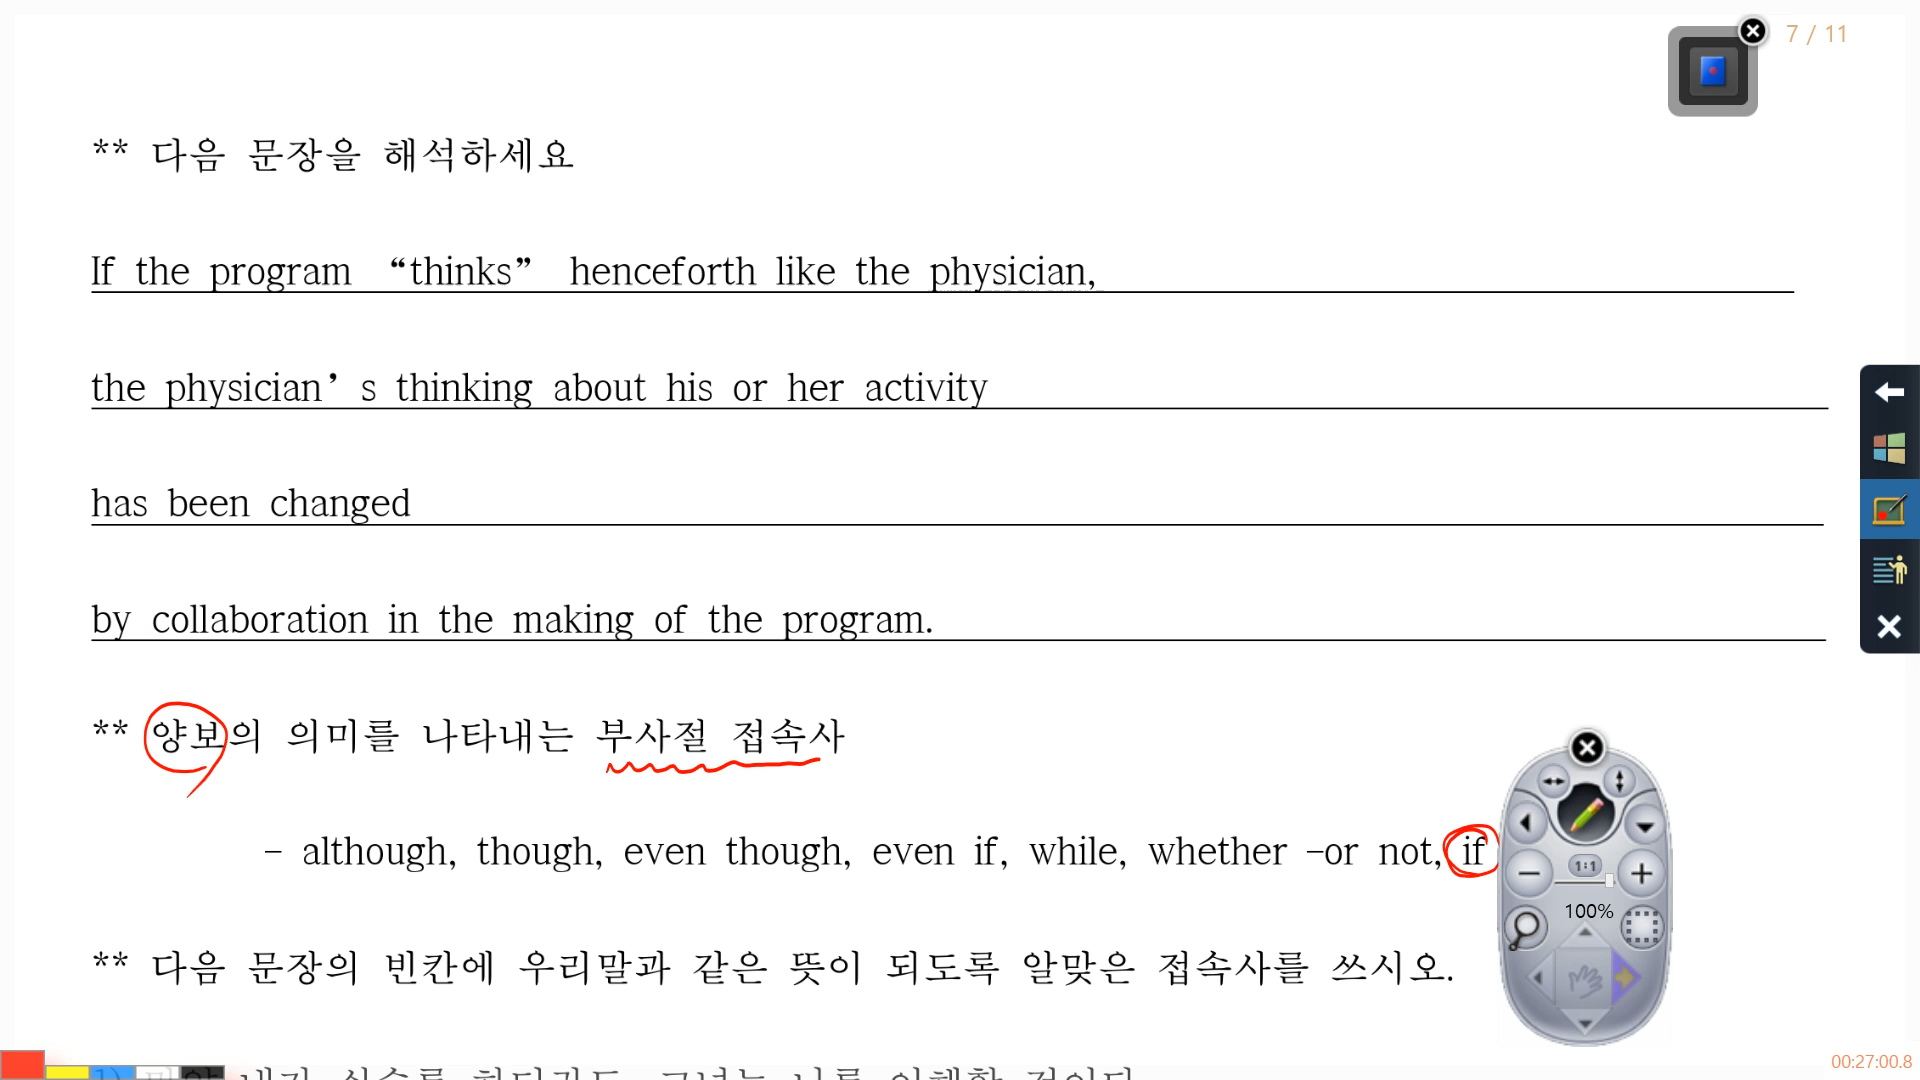 7 / 11
** 다음 문장을 해석하세요
If the program “thinks” henceforth like the physician,
the physician’s thinking about his or her activity
has been changed
by collaboration in the making of the program.
** 양보의 의미를 나타내는 부사절 접속사
- although, though, even though, even if, while, whether -or not, if
1:1
100%
** 다음 문장의 빈칸에 우리말과 같은 뜻이 되도록 알맞은 접속사를 쓰시오.
00:27:00.8